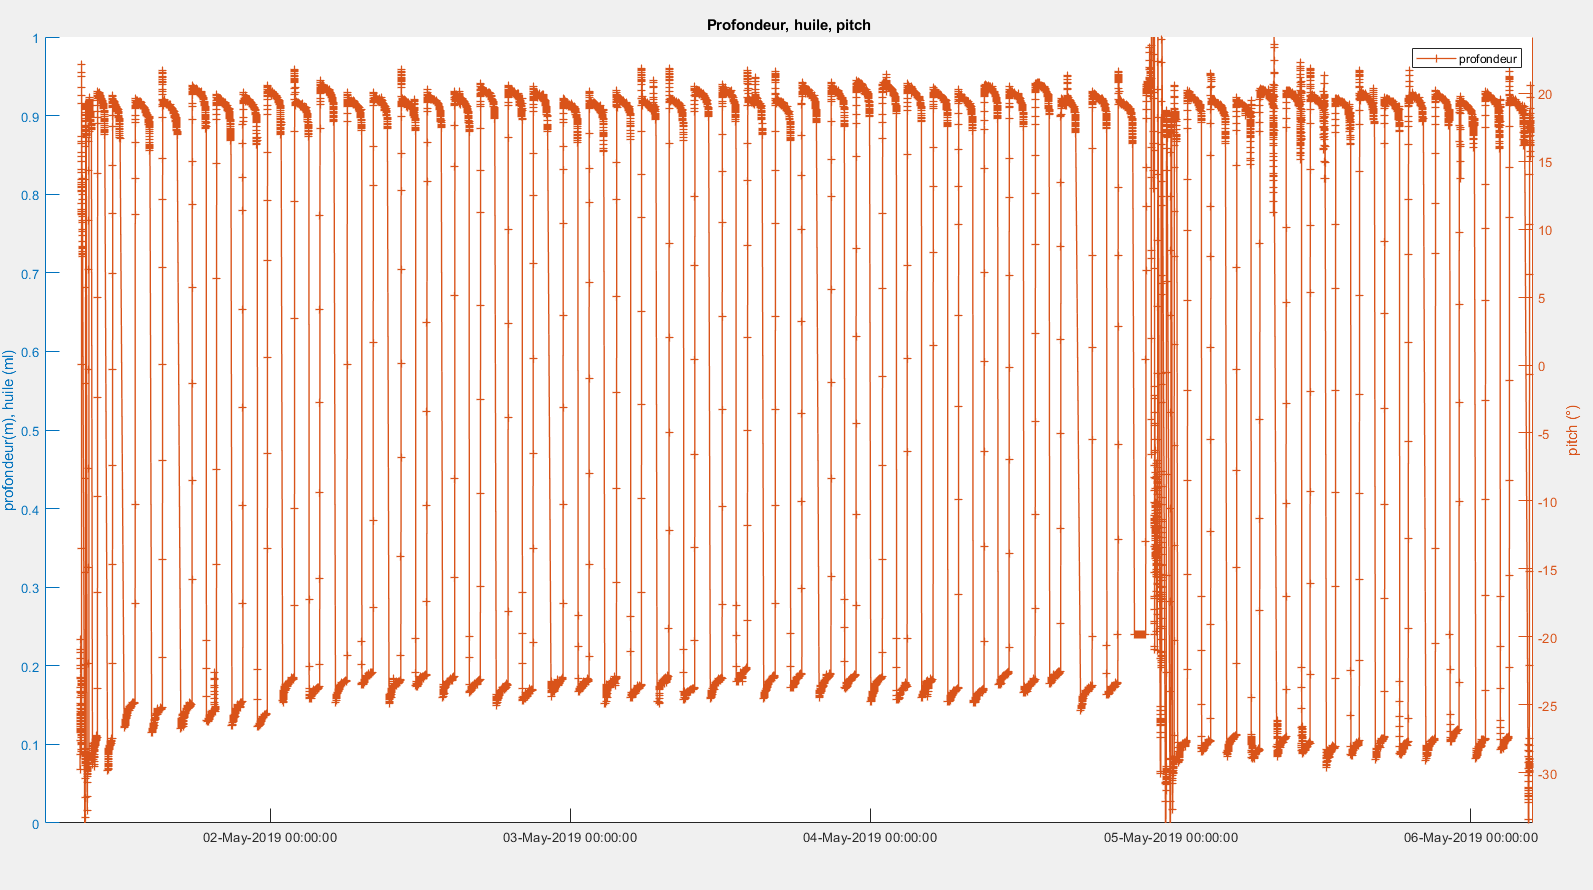 Profondeur, huile, pitch
profondeur
profondeur(m), huile (ml)
1
0.9
0.8
0.7
0.6
0.5
0.4
0.3
0.2
0.1
0
20
15
10
5
0
-5
-10
-15
-20
-25
-30
pitch (°)
02-May-2019 00:00:00
03-May-2019 00:00:00
04-May-2019 00:00:00
05-May-2019 00:00:00
06-May-2019 00:00:00